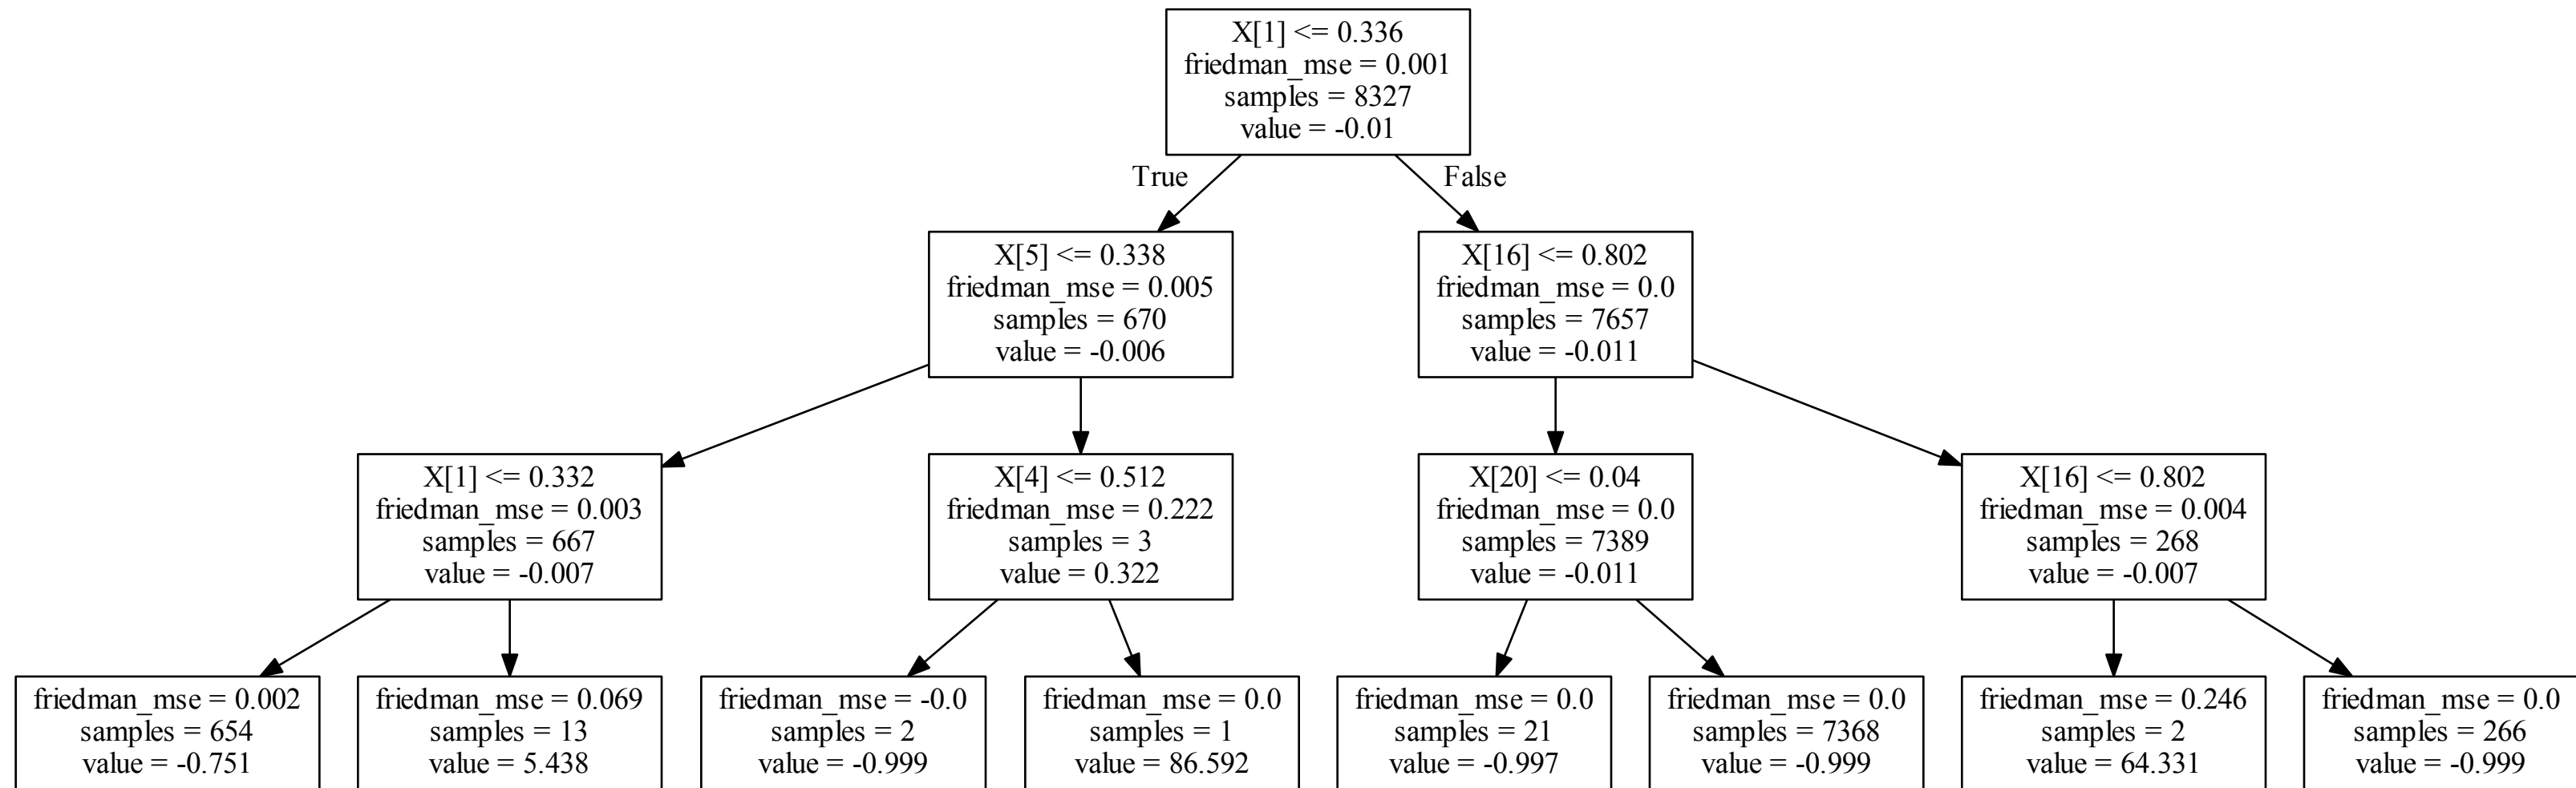 X[1] <= 0.336
friedman_mse = 0.001
samples = 8327
value = -0.01
True
False
X[5] <= 0.338
friedman_mse = 0.005
samples = 670
value = -0.006
X[16] <= 0.802
friedman_mse = 0.0
samples = 7657
value = -0.011
X[1] <= 0.332
friedman_mse = 0.003
samples = 667
value = -0.007
X[4] <= 0.512
friedman_mse = 0.222
samples = 3
value = 0.322
X[20] <= 0.04
friedman_mse = 0.0
samples = 7389
value = -0.011
X[16] <= 0.802
friedman_mse = 0.004
samples = 268
value = -0.007
friedman_mse = 0.002
samples = 654
value = -0.751
friedman_mse = 0.069
samples = 13
value = 5.438
friedman_mse = -0.0
samples = 2
value = -0.999
friedman_mse = 0.0
samples = 1
value = 86.592
friedman_mse = 0.0
samples = 21
value = -0.997
friedman_mse = 0.0
samples = 7368
value = -0.999
friedman_mse = 0.246
samples = 2
value = 64.331
friedman_mse = 0.0
samples = 266
value = -0.999